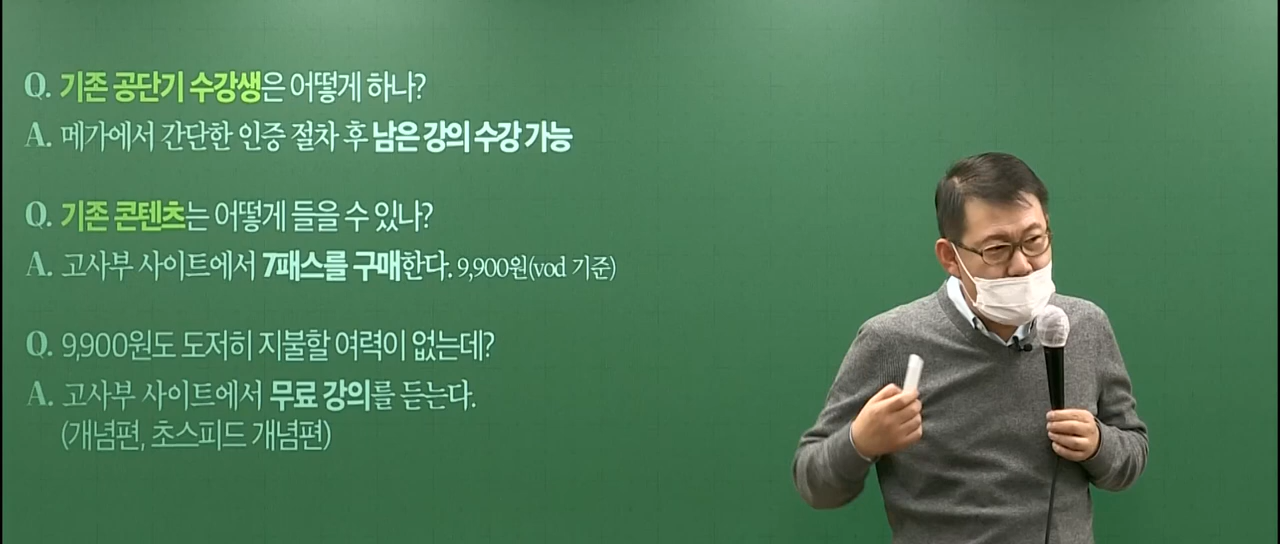 Q. 기존 공단기 수강생은 어떻게 하나?
A. 메가에서 간단한 인증 절차 후 남은 강의 수강 가능
Q. 기존 콘텐츠는 어떻게 들을 수 있나?
A. 고사부 사이트에서 7패스를 구매한다. 9,900원(vod 기준)
Q. 9,900원도 도저히 지불할 여력이 없는데?
A. 고사부 사이트에서 무료 강의를 듣는다.
(개념편, 초스피드 개념편)